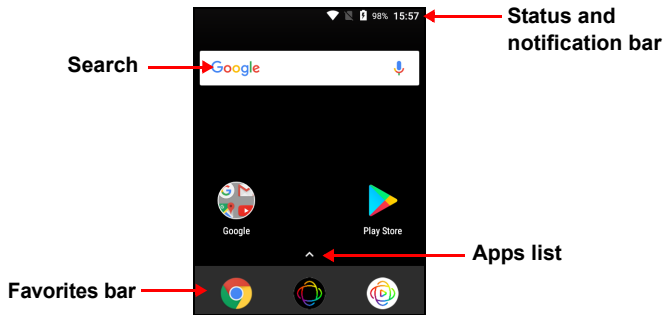 98% 15:57
Status and
notification bar
Search
Google
Google
Play Store
Apps list
Favorites bar